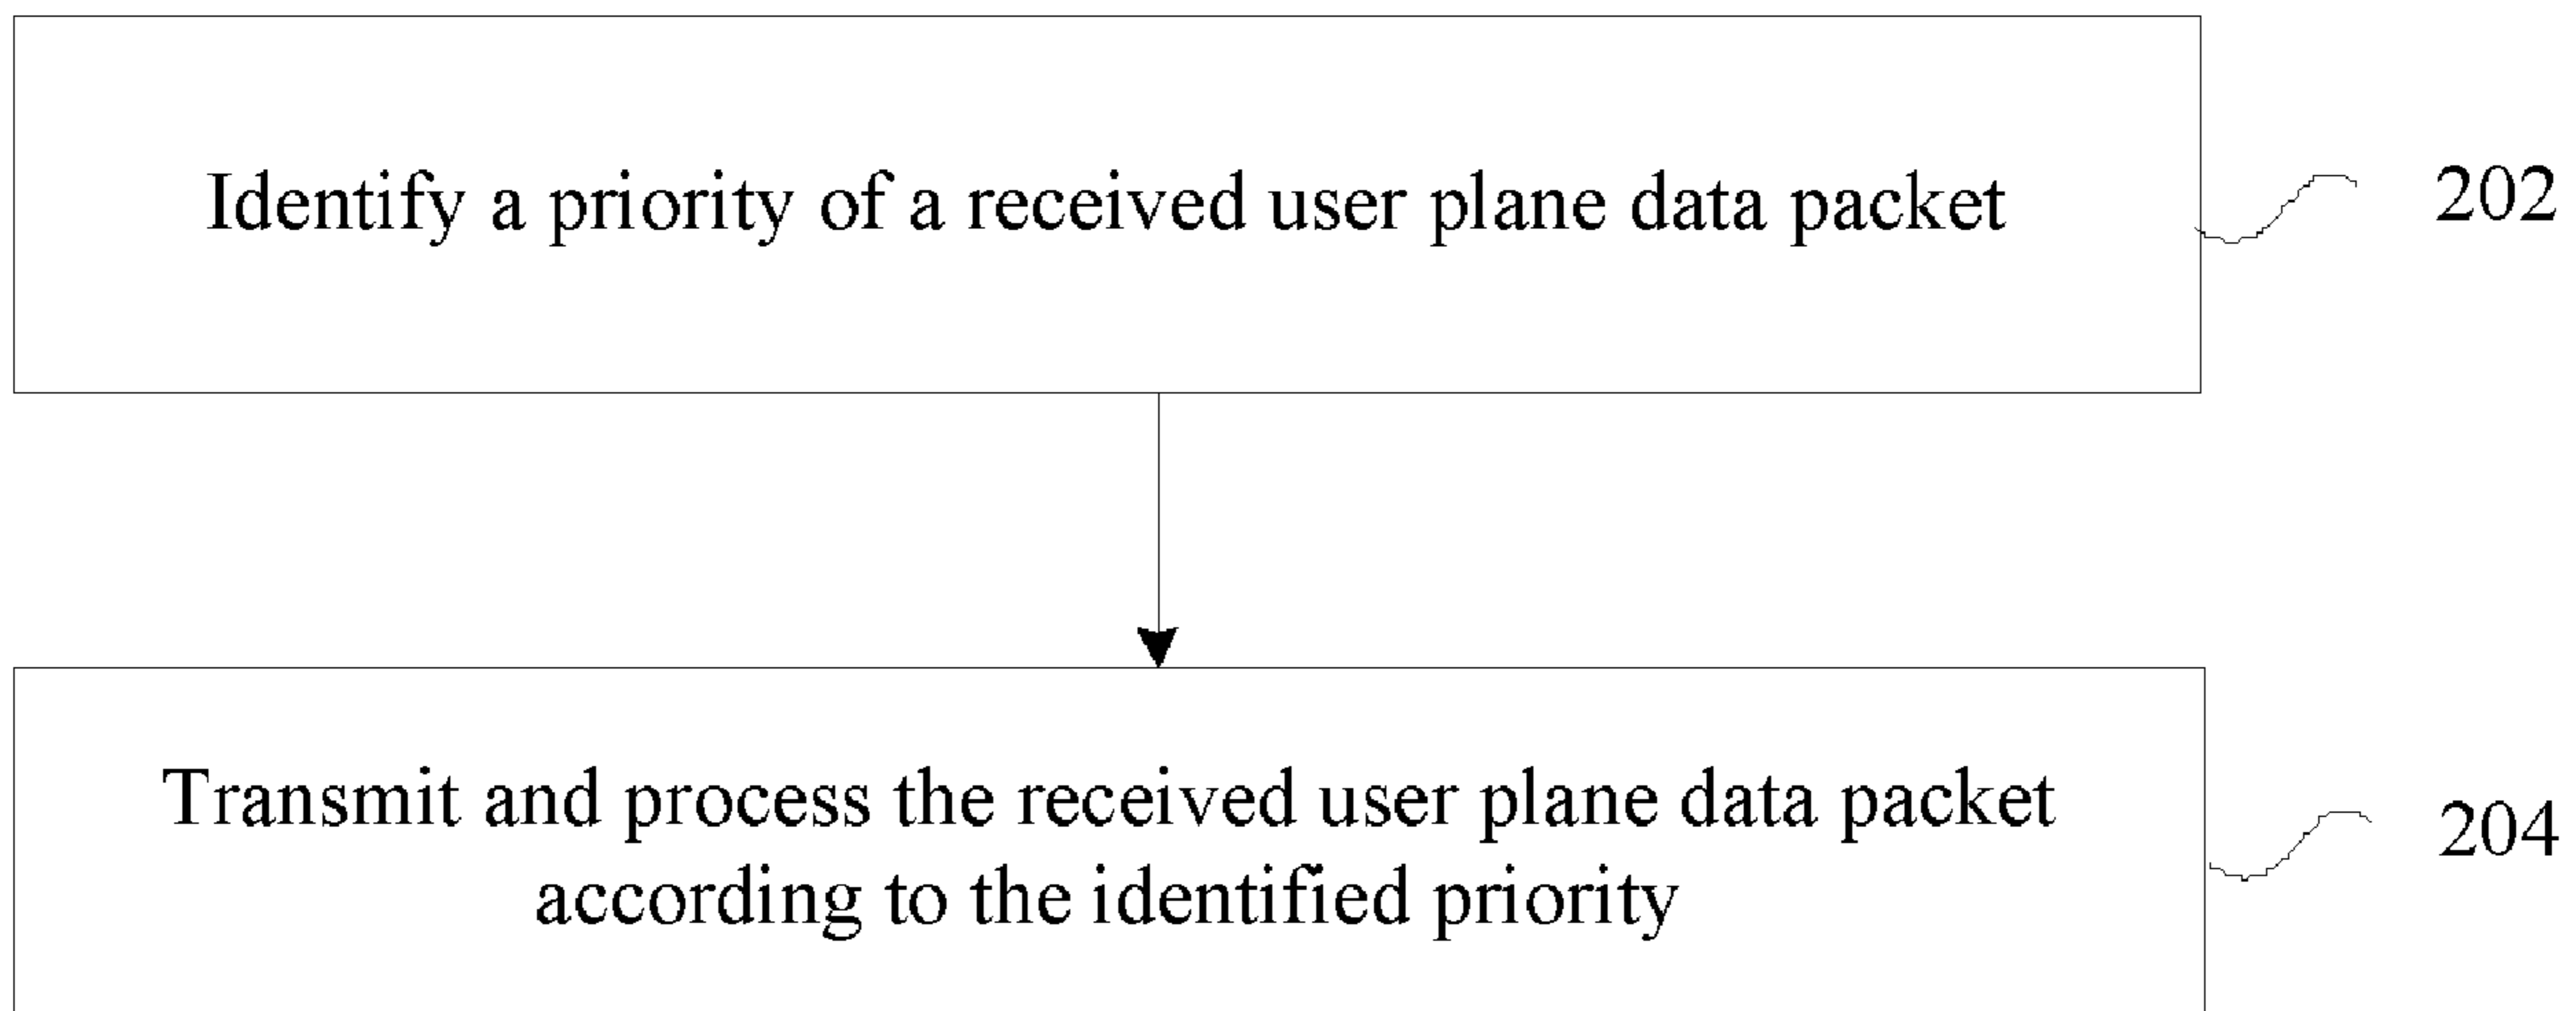 Identify a priority of a received user plane data packet
202
Transmit and process the received user plane data packet
according to the identified priority
204